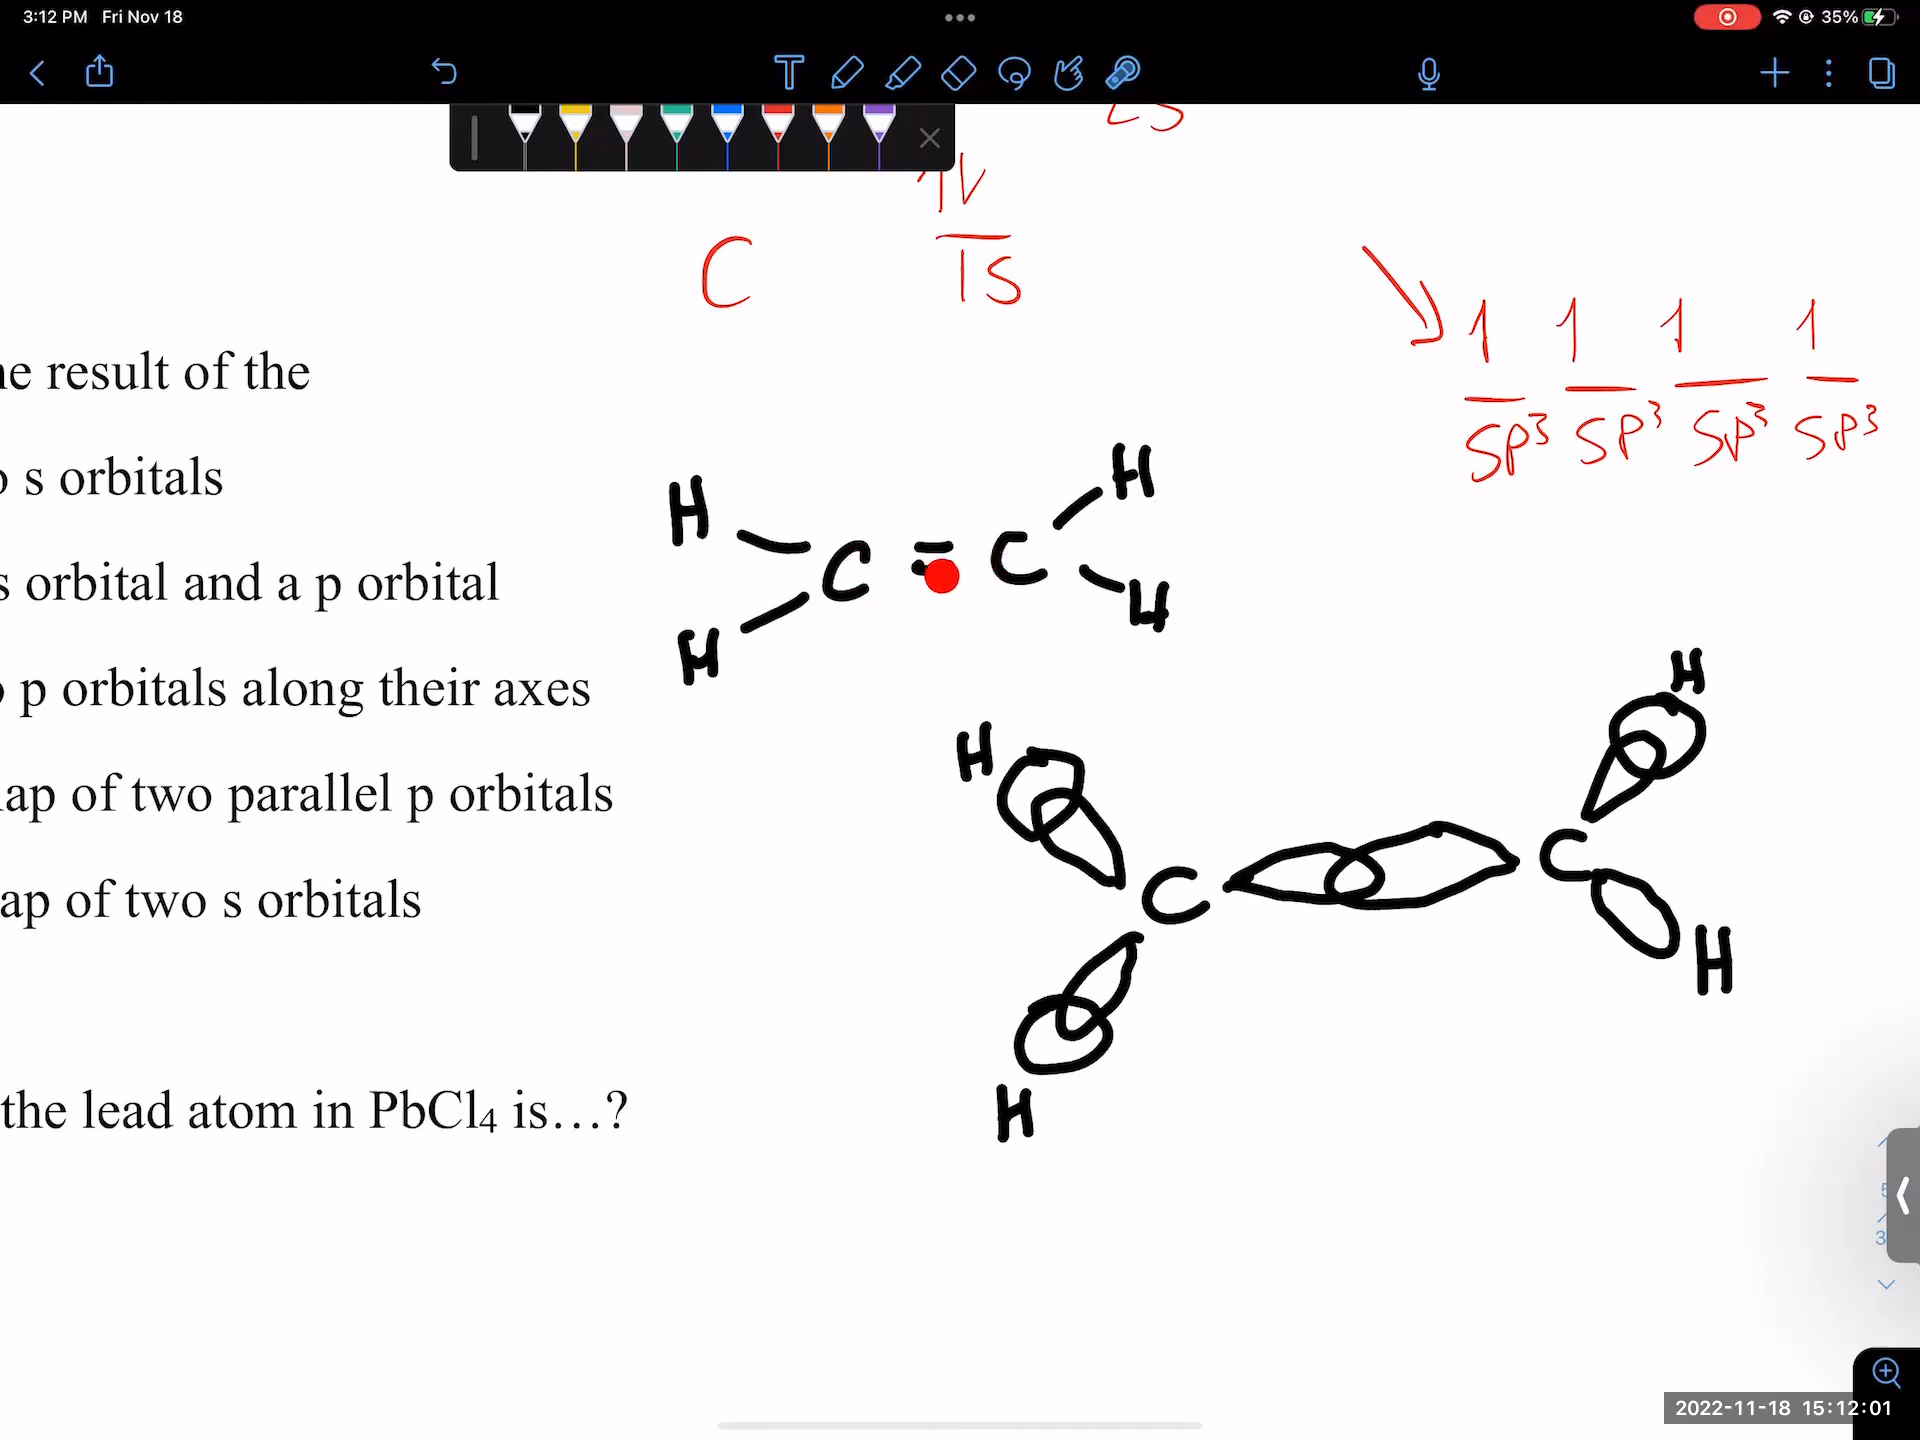 3:12 PM Fri Nov 18
35%
2S
C
1S
1 1 1 1
SP³ SP³ SP³ SP³
result of the
s orbitals
s orbital and a p orbital
p orbitals along their axes
of two parallel p orbitals
of two s orbitals
the lead atom in PbCl₄ is…?
H H
C = C
H H
H H
C C
H H
3
2022-11-18 15:12:01